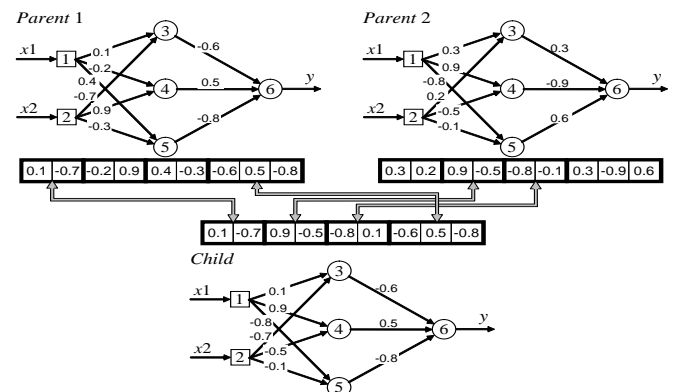 Parent 1 Parent 2
3 3
x1 1 0.1 -0.6 x1 1 0.3 0.3
-0.2 0.9
0.4 4 0.5 6 y -0.8 4 -0.9 6 y
-0.7 0.2
x2 2 0.9 x2 2 -0.5
-0.3 -0.8 -0.1 0.6
5 5
0.1 -0.7 -0.2 0.9 0.4 -0.3 -0.6 0.5 -0.8 0.3 0.2 0.9 -0.5 -0.8 -0.1 0.3 -0.9 0.6
0.1 -0.7 0.9 -0.5 -0.8 0.1 -0.6 0.5 -0.8
Child
3
x1 1 0.1 -0.6
0.9
-0.8 4 0.5 6 y
-0.7
x2 2 -0.5
-0.1 -0.8
5